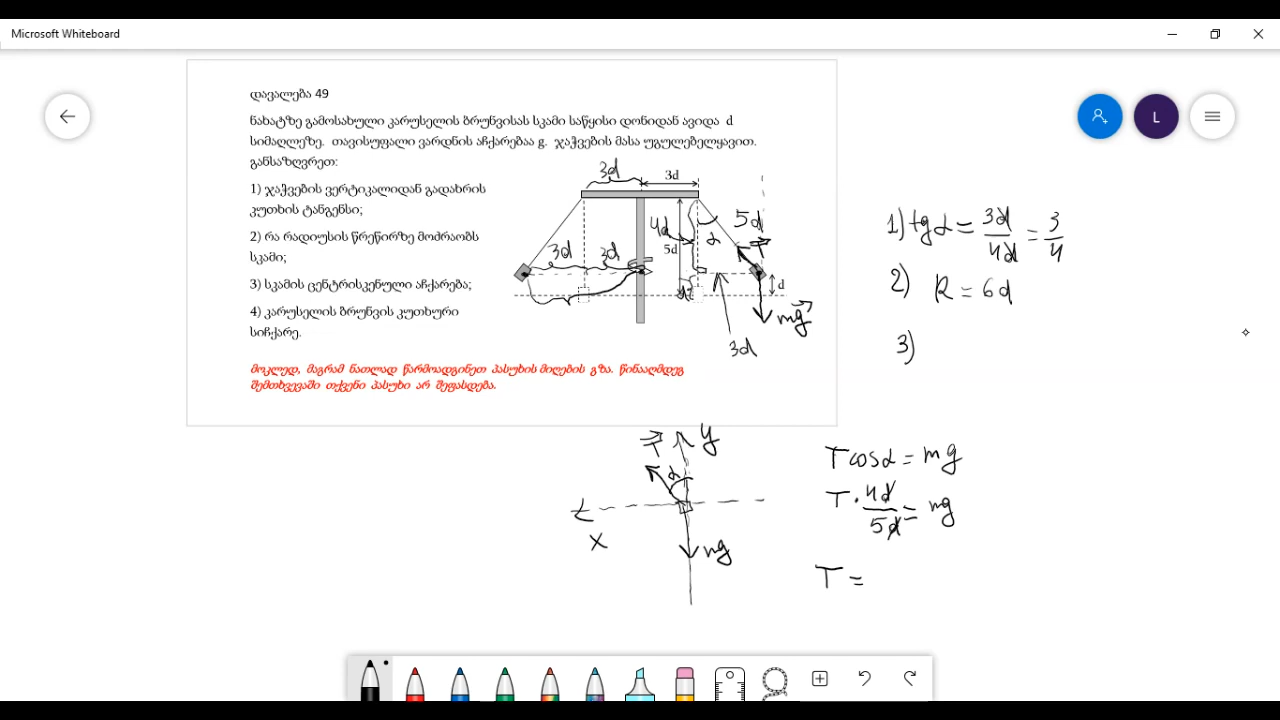 Microsoft Whiteboard
L
დავალება 49
ნახატზე გამოსახული კარუსელის ბრუნვისას სკამი საწყისი დონიდან ავიდა d
სიმაღლეზე. თავისუფალი ვარდნის აჩქარებაა g. ჯაჭვების მასა უგულებელყავით.
განსაზღვრეთ:
1) ჯაჭვების ვერტიკალიდან გადახრის
კუთხის ტანგენსი;
2) რა რადიუსის წრეწირზე მოძრაობს
სკამი;
3) სკამის ცენტრისკენული აჩქარება;
4) კარუსელის ბრუნვის კუთხური
სიჩქარე.
მოკლედ, მაგრამ ნათლად წარმოადგინეთ პასუხის მიღების გზა. წინააღმდეგ
შემთხვევაში თქვენი პასუხი არ შეფასდება.
3d
3d
4d
5d
α
5d
T
3d
3d
d
mg
3d
1) tgα = 3d/4d = 3/4
2) R = 6d
3)
T
y
α
x
mg
T cosα = mg
T · 4d/5d = mg
T =